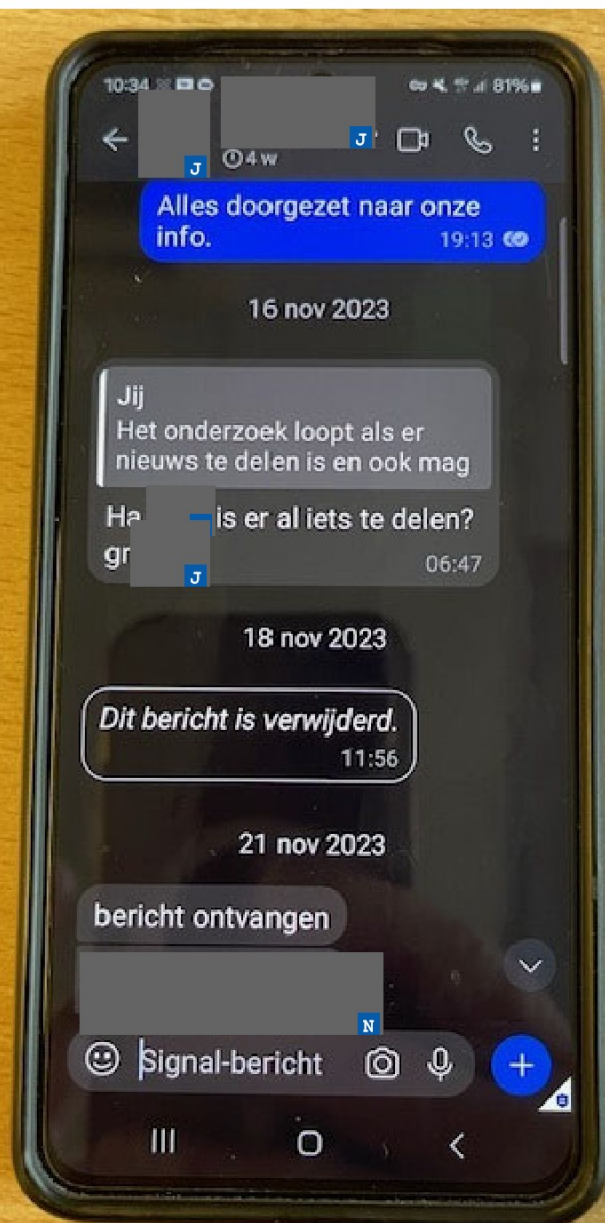 10:34 81%
J
J
4 w
Alles doorgezet naar onze
info. 19:13
16 nov 2023
Jij
Het onderzoek loopt als er
nieuws te delen is en ook mag
Ha is er al iets te delen?
gr
J
06:47
18 nov 2023
Dit bericht is verwijderd.
11:56
21 nov 2023
bericht ontvangen
N
Signal-bericht